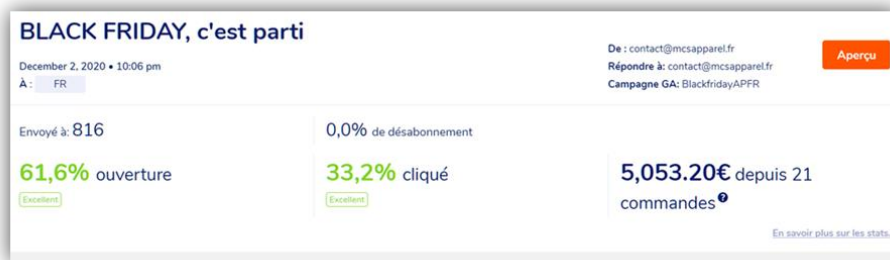 BLACK FRIDAY, c'est parti
December 2, 2020 • 10:06 pm
À : FR
De : contact@mcsapparel.fr
Répondre à: contact@mcsapparel.fr
Campagne GA: BlackfridayAPFR
Aperçu
Envoyé à: 816
0,0% de désabonnement
61,6% ouverture
Excellent
33,2% cliqué
Excellent
5,053.20€ depuis 21
commandes ?
En savoir plus sur les stats.